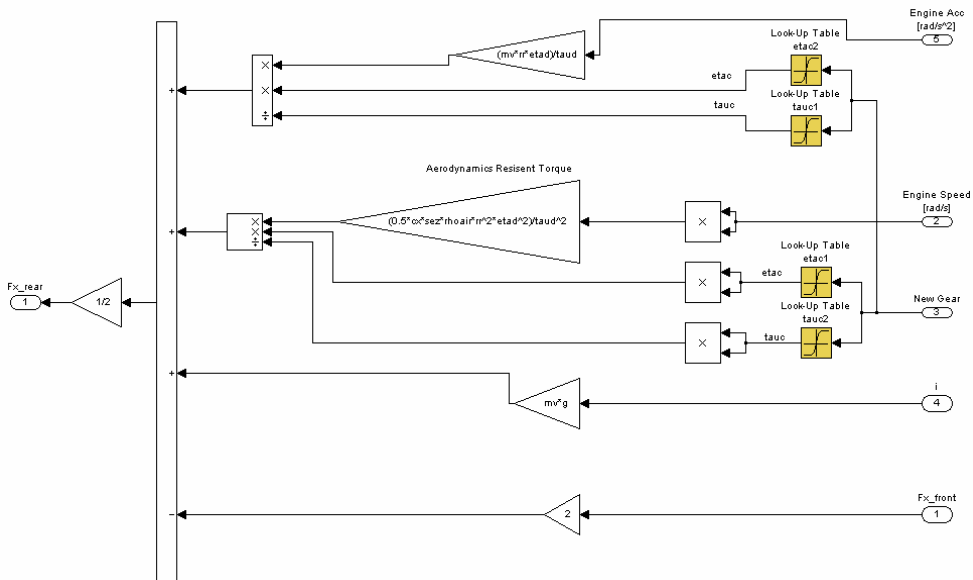 Engine Acc
[rad/s^2]
5
Look-Up Table
etac2
(mv*rr*etad)/taud
×
etac
×
+
Look-Up Table
tauc1
tauc
÷
Aerodynamics Resisent Torque
Engine Speed
[rad/s]
2
(0.5*cx*sez*rhoair*rr^2*etad^2)/taud^2
×
×
×
÷
+
Look-Up Table
etac1
etac
×
Fx_rear
1
1/2
New Gear
3
Look-Up Table
tauc2
tauc
×
+
i
4
mv*g
Fx_front
1
2
−